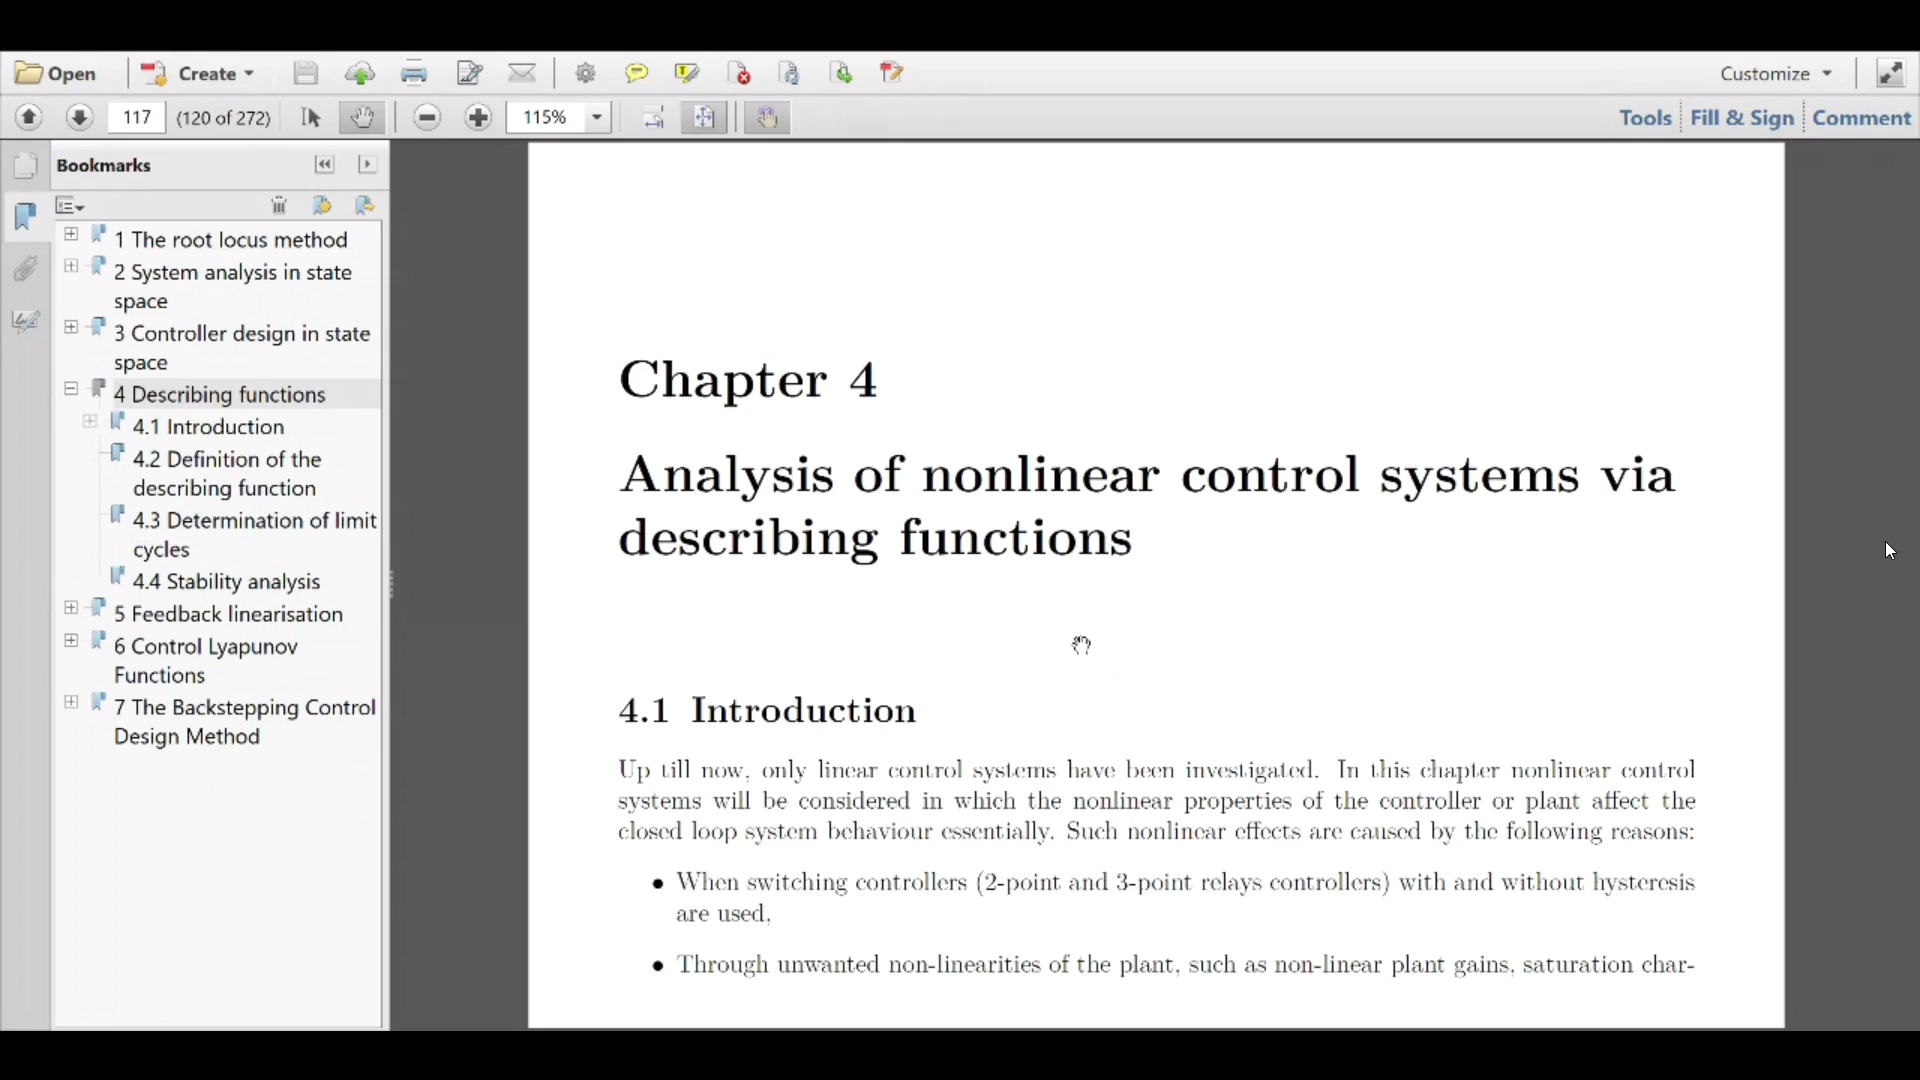 Open
Create
Customize
117 (120 of 272) 115% Tools Fill & Sign Comment
Bookmarks
1 The root locus method
2 System analysis in state
space
3 Controller design in state
space
4 Describing functions
4.1 Introduction
4.2 Definition of the
describing function
4.3 Determination of limit
cycles
4.4 Stability analysis
5 Feedback linearisation
6 Control Lyapunov
Functions
7 The Backstepping Control
Design Method
Chapter 4
Analysis of nonlinear control systems via
describing functions
4.1 Introduction
Up till now, only linear control systems have been investigated. In this chapter nonlinear control
systems will be considered in which the nonlinear properties of the controller or plant affect the
closed loop system behaviour essentially. Such nonlinear effects are caused by the following reasons:
• When switching controllers (2-point and 3-point relays controllers) with and without hysteresis
are used,
• Through unwanted non-linearities of the plant, such as non-linear plant gains, saturation char-